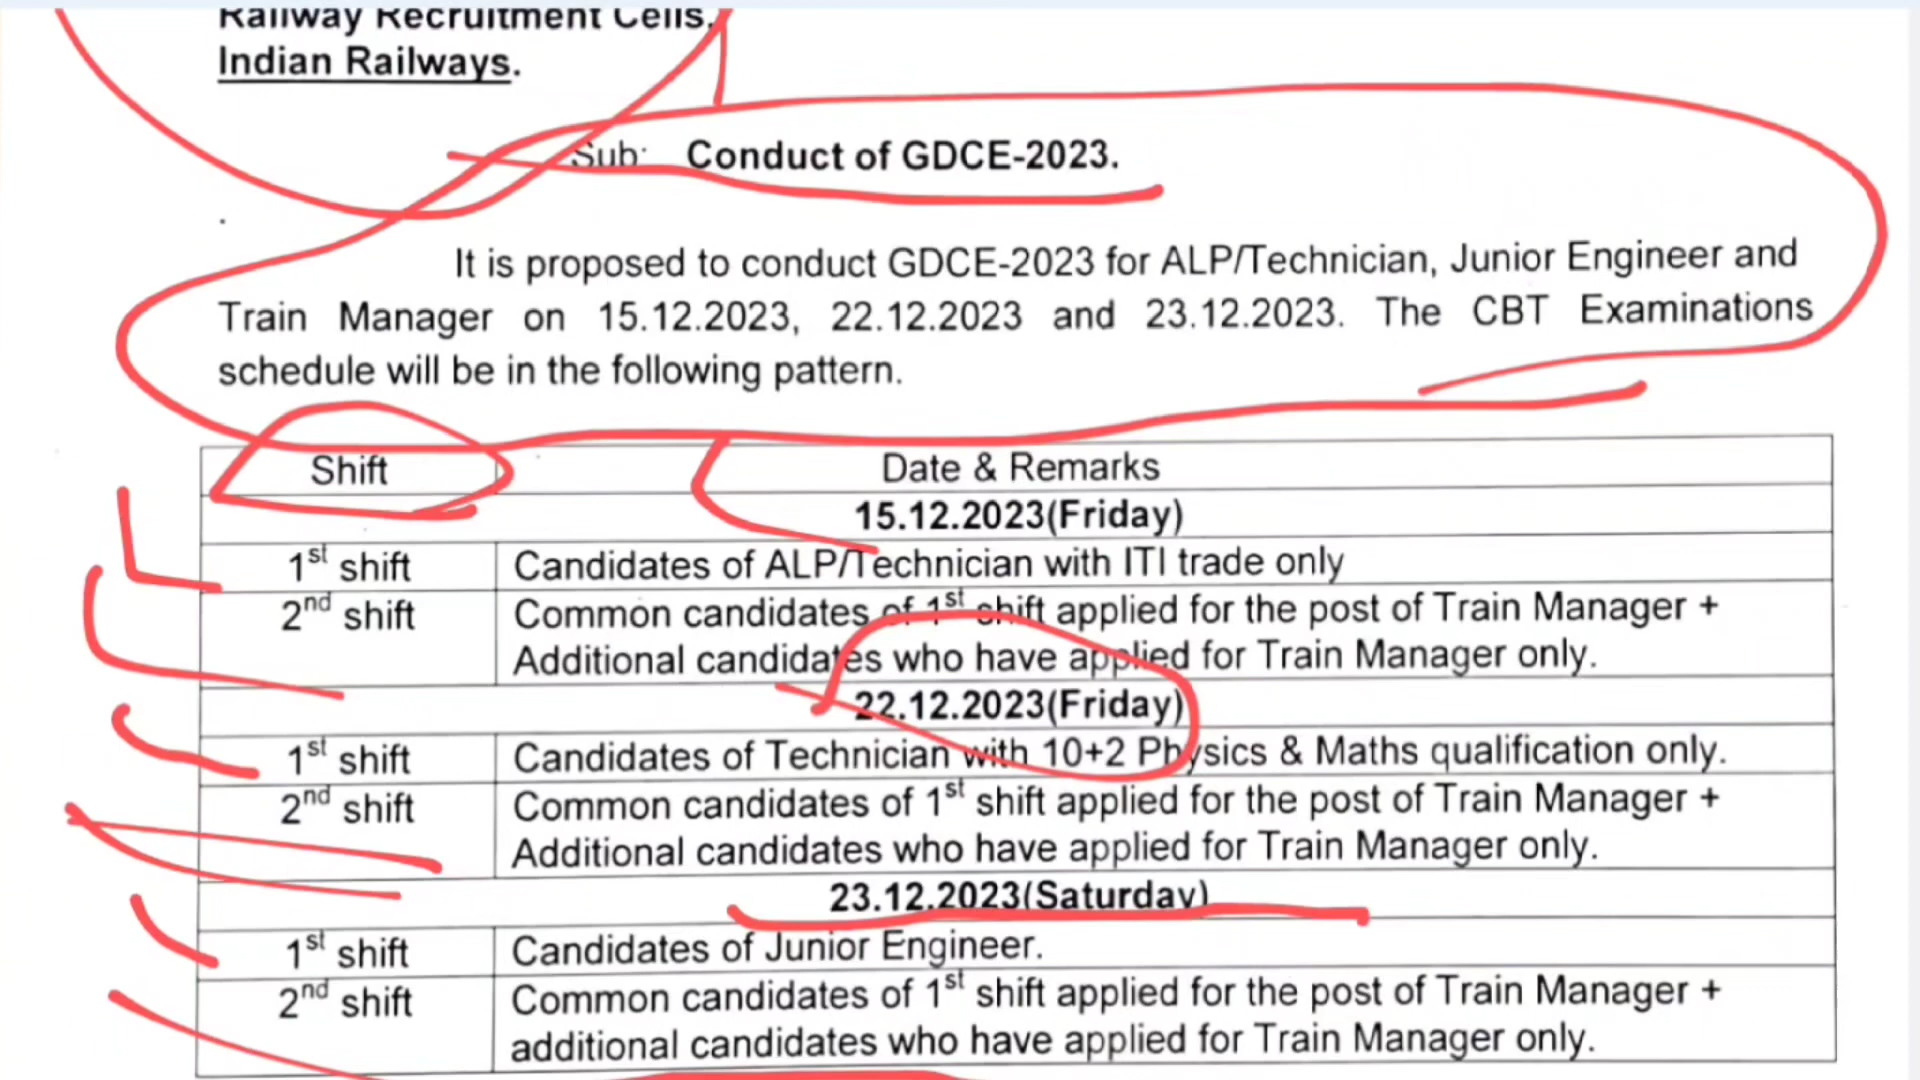 Railway Recruitment Cells,
Indian Railways.
Sub: Conduct of GDCE-2023.
It is proposed to conduct GDCE-2023 for ALP/Technician, Junior Engineer and
Train Manager on 15.12.2023, 22.12.2023 and 23.12.2023. The CBT Examinations
schedule will be in the following pattern.
Shift Date & Remarks
15.12.2023(Friday)
1st shift Candidates of ALP/Technician with ITI trade only
2nd shift Common candidates of 1st shift applied for the post of Train Manager +
Additional candidates who have applied for Train Manager only.
22.12.2023(Friday)
1st shift Candidates of Technician with 10+2 Physics & Maths qualification only.
2nd shift Common candidates of 1st shift applied for the post of Train Manager +
Additional candidates who have applied for Train Manager only.
23.12.2023(Saturday)
1st shift Candidates of Junior Engineer.
2nd shift Common candidates of 1st shift applied for the post of Train Manager +
additional candidates who have applied for Train Manager only.